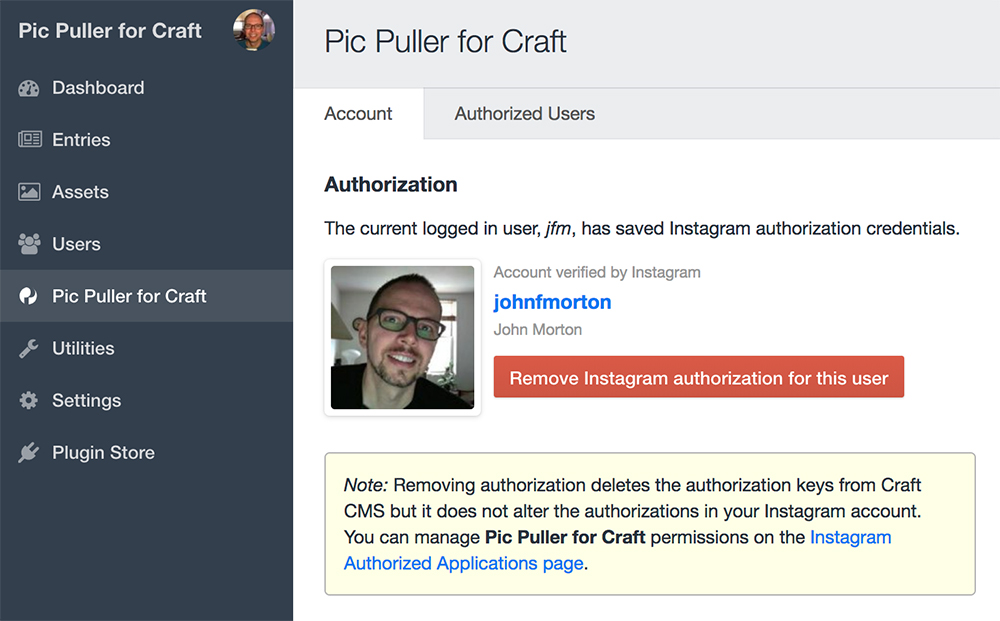 Pic Puller for Craft
Dashboard
Entries
Assets
Users
Pic Puller for Craft
Utilities
Settings
Plugin Store
Pic Puller for Craft
Account
Authorized Users
Authorization
The current logged in user, jfm, has saved Instagram authorization credentials.
Account verified by Instagram
johnfmorton
John Morton
Remove Instagram authorization for this user
Note: Removing authorization deletes the authorization keys from Craft
CMS but it does not alter the authorizations in your Instagram account.
You can manage Pic Puller for Craft permissions on the Instagram
Authorized Applications page.